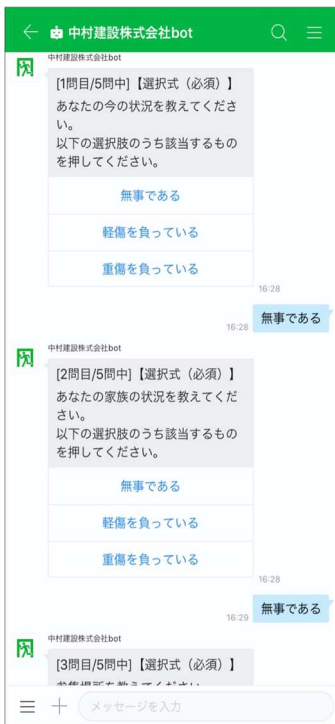 中村建設株式会社bot
中村建設株式会社bot
[1問目/5問中]【選択式（必須）】
あなたの今の状況を教えてくださ
い。
以下の選択肢のうち該当するもの
を押してください。
無事である
軽傷を負っている
重傷を負っている
16:28
無事である
16:28
中村建設株式会社bot
[2問目/5問中]【選択式（必須）】
あなたの家族の状況を教えてくだ
さい。
以下の選択肢のうち該当するもの
を押してください。
無事である
軽傷を負っている
重傷を負っている
16:28
無事である
16:29
中村建設株式会社bot
[3問目/5問中]【選択式（必須）】
メッセージを入力